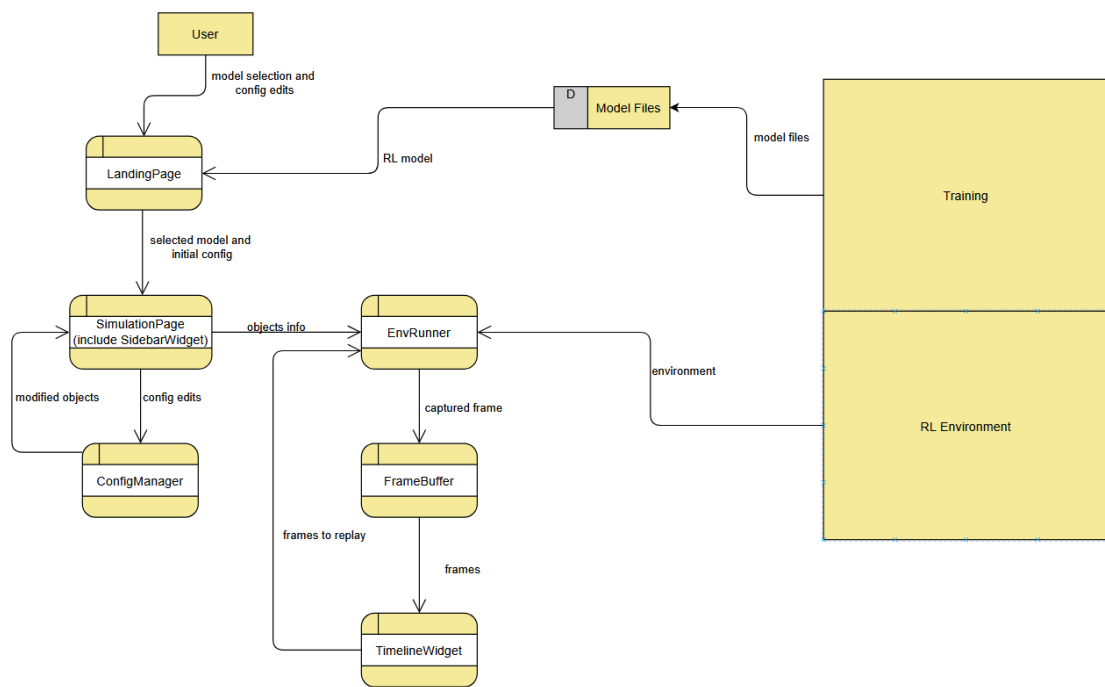 User
model selection and
config edits
D
Model Files
model files
RL model
LandingPage
Training
selected model and
initial config
SimulationPage
(include SidebarWidget)
objects info
EnvRunner
environment
modified objects
config edits
captured frame
RL Environment
ConfigManager
FrameBuffer
frames to replay
frames
TimelineWidget